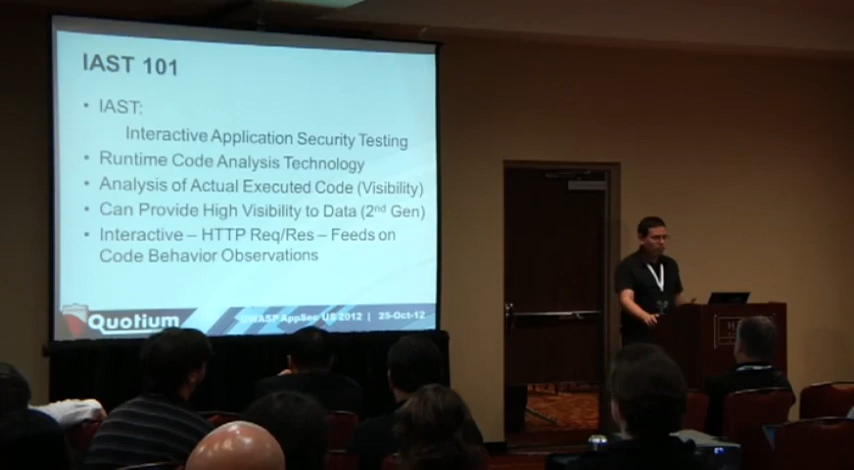 IAST 101
• IAST:
Interactive Application Security Testing
• Runtime Code Analysis Technology
• Analysis of Actual Executed Code (Visibility)
• Can Provide High Visibility to Data (2nd Gen)
• Interactive – HTTP Req/Res – Feeds on
Code Behavior Observations
Quotium
OWASP AppSec US 2012 | 25-Oct-12